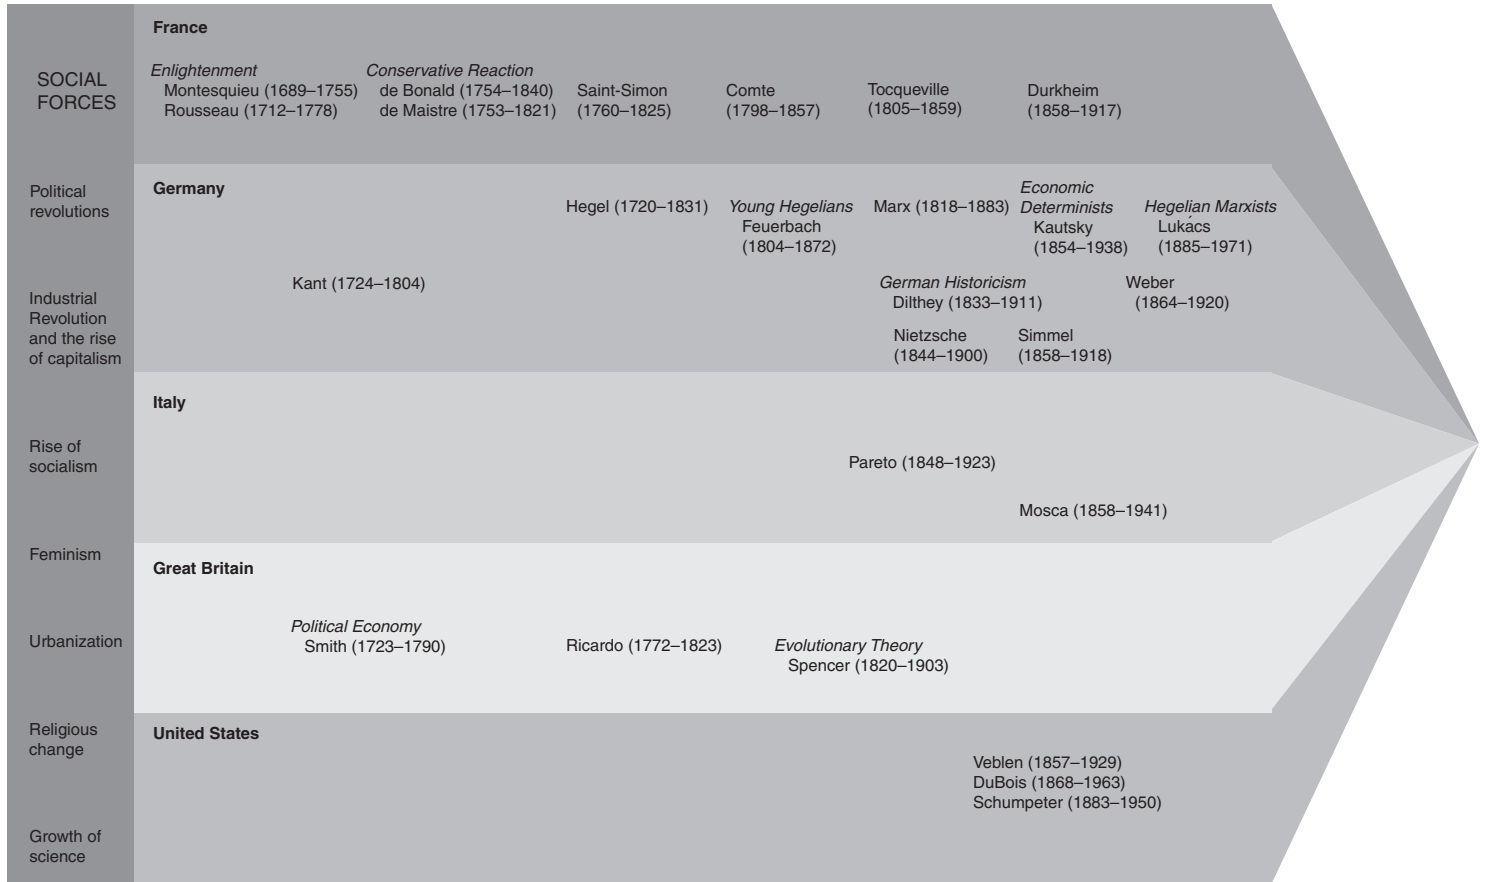 SOCIAL
FORCES
Political
revolutions
Industrial
Revolution
and the rise
of capitalism
Rise of
socialism
Feminism
Urbanization
Religious
change
Growth of
science
France
Enlightenment
Montesquieu (1689–1755)
Rousseau (1712–1778)
Conservative Reaction
de Bonald (1754–1840)
de Maistre (1753–1821)
Saint-Simon
(1760–1825)
Comte
(1798–1857)
Tocqueville
(1805–1859)
Durkheim
(1858–1917)
Germany
Kant (1724–1804)
Hegel (1720–1831)
Young Hegelians
Feuerbach
(1804–1872)
Marx (1818–1883)
Economic
Determinists
Kautsky
(1854–1938)
Hegelian Marxists
Lukács
(1885–1971)
German Historicism
Dilthey (1833–1911)
Nietzsche
(1844–1900)
Simmel
(1858–1918)
Weber
(1864–1920)
Italy
Pareto (1848–1923)
Mosca (1858–1941)
Great Britain
Political Economy
Smith (1723–1790)
Ricardo (1772–1823)
Evolutionary Theory
Spencer (1820–1903)
United States
Veblen (1857–1929)
DuBois (1868–1963)
Schumpeter (1883–1950)